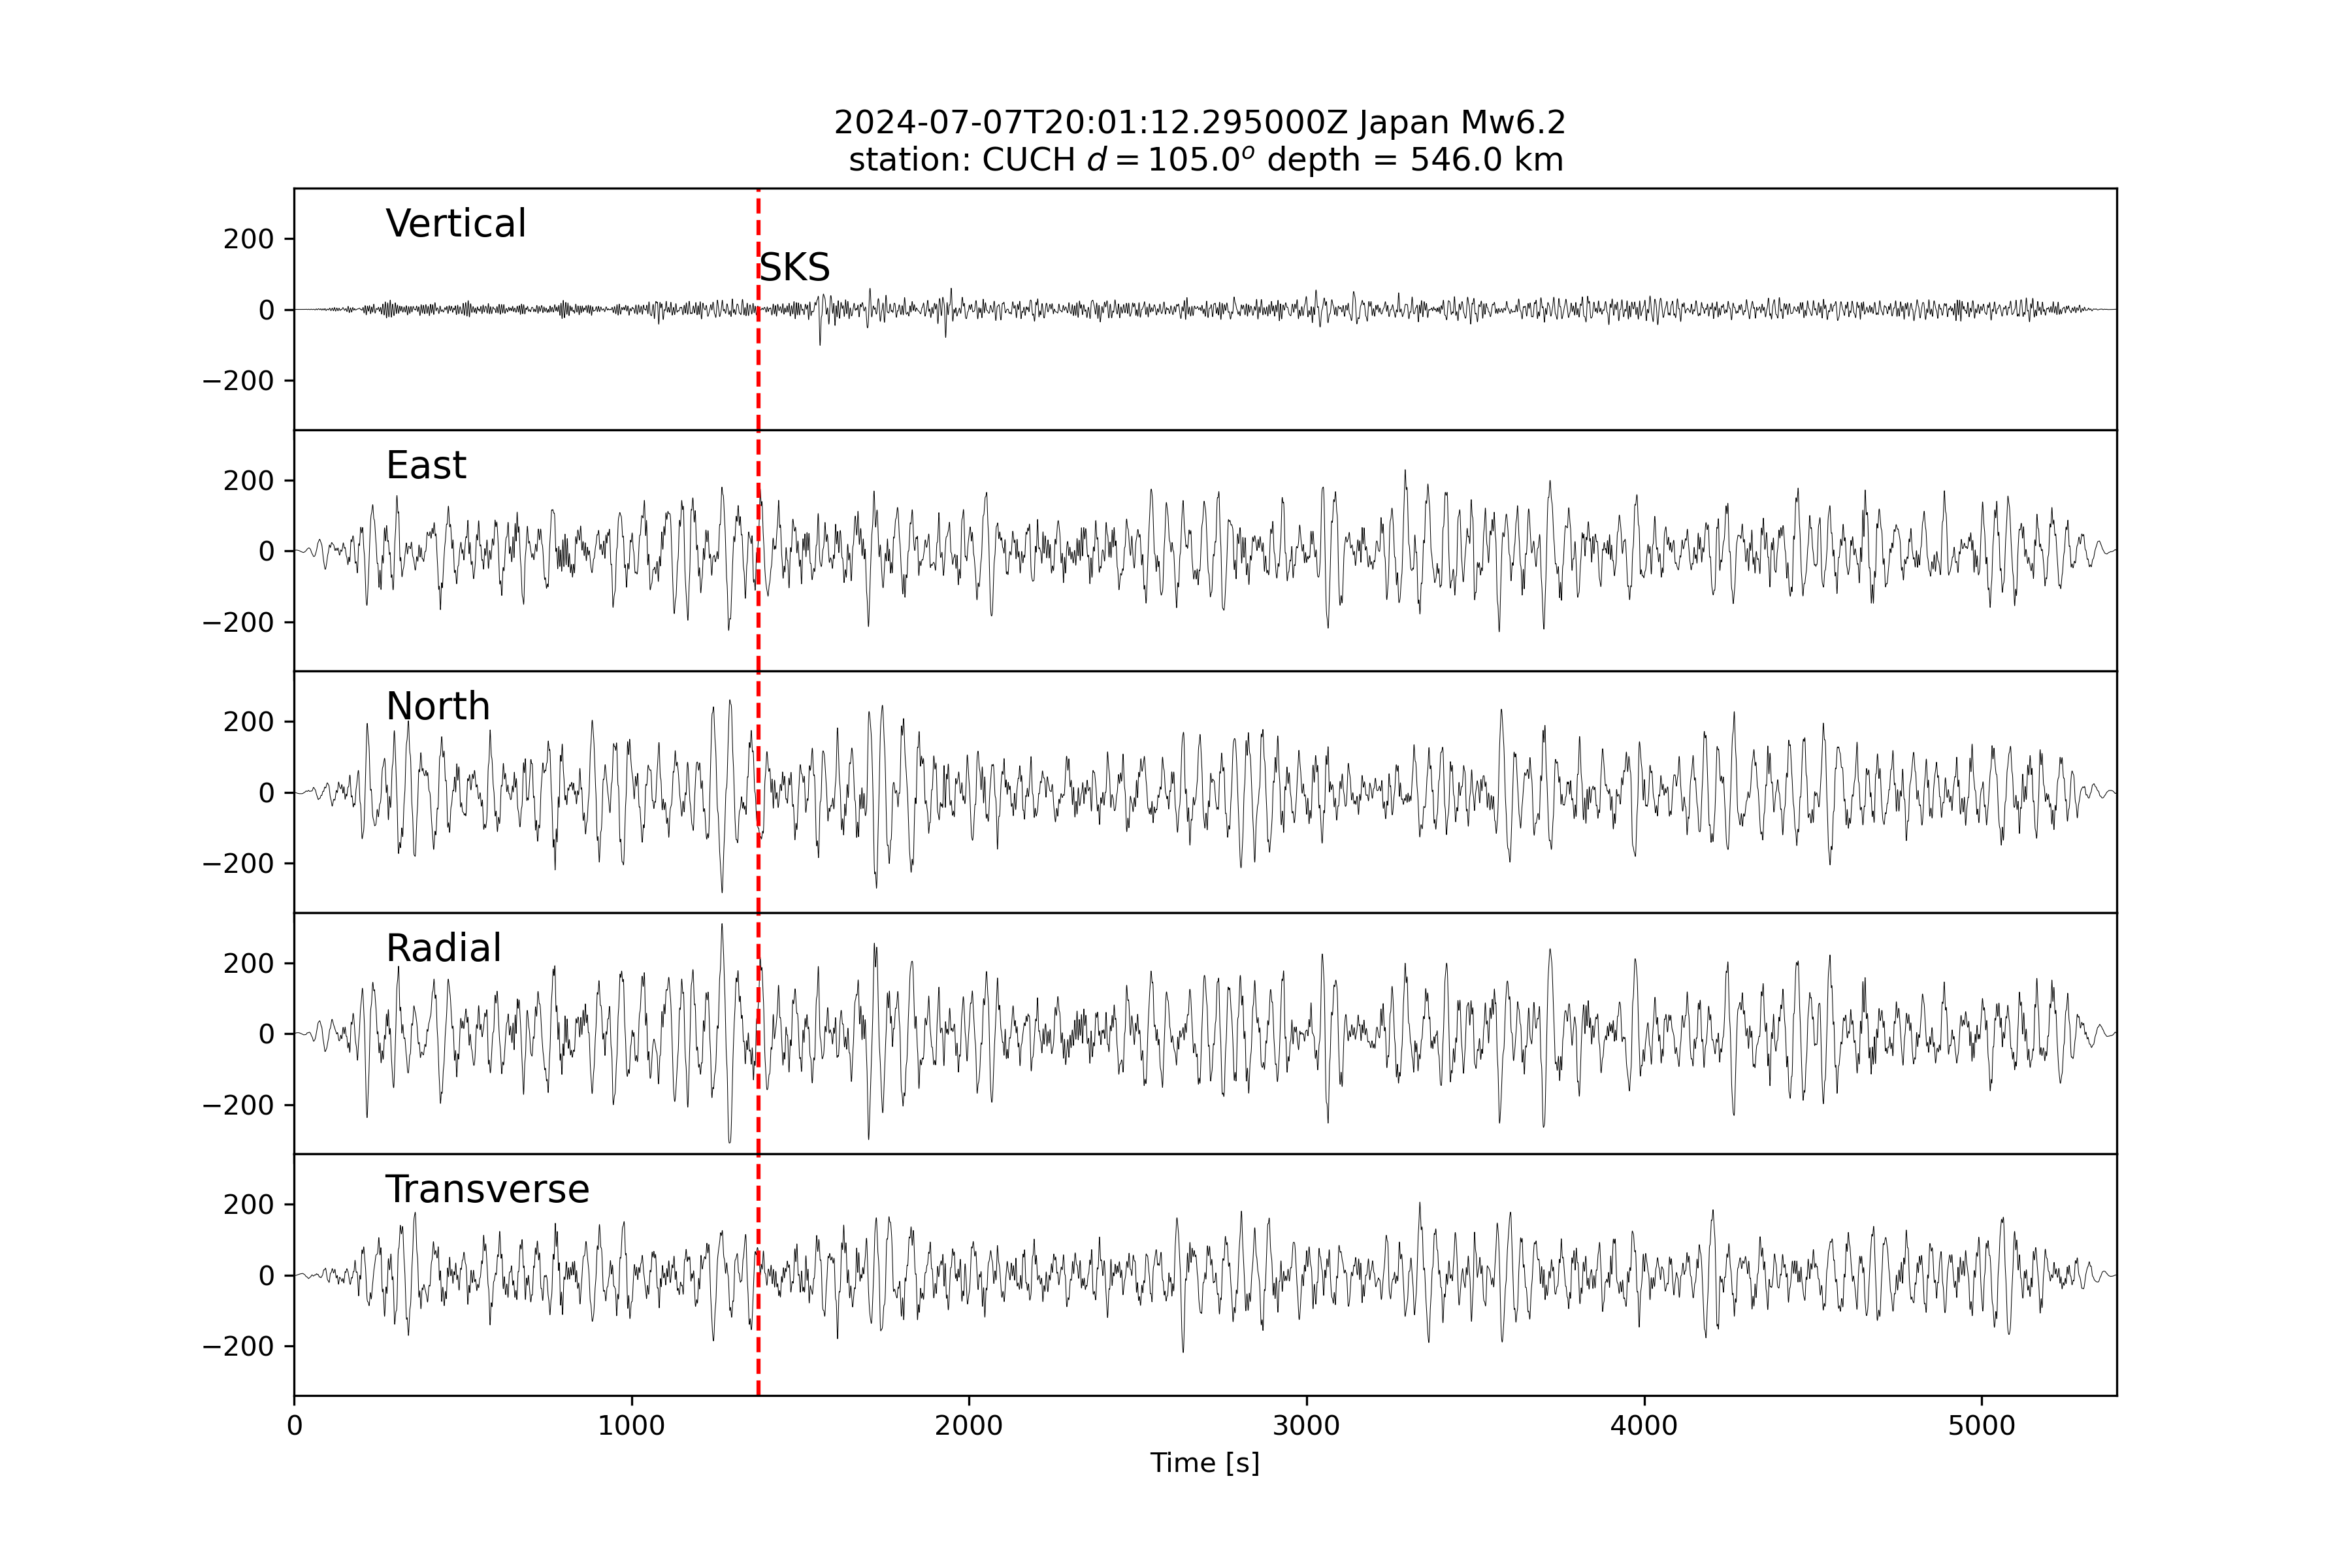 2024-07-07T20:01:12.295000Z Japan Mw6.2
station: CUCH d = 105.0° depth = 546.0 km
Vertical
SKS
200
0
−200
East
200
0
−200
North
200
0
−200
Radial
200
0
−200
Transverse
200
0
−200
0 1000 2000 3000 4000 5000
Time [s]